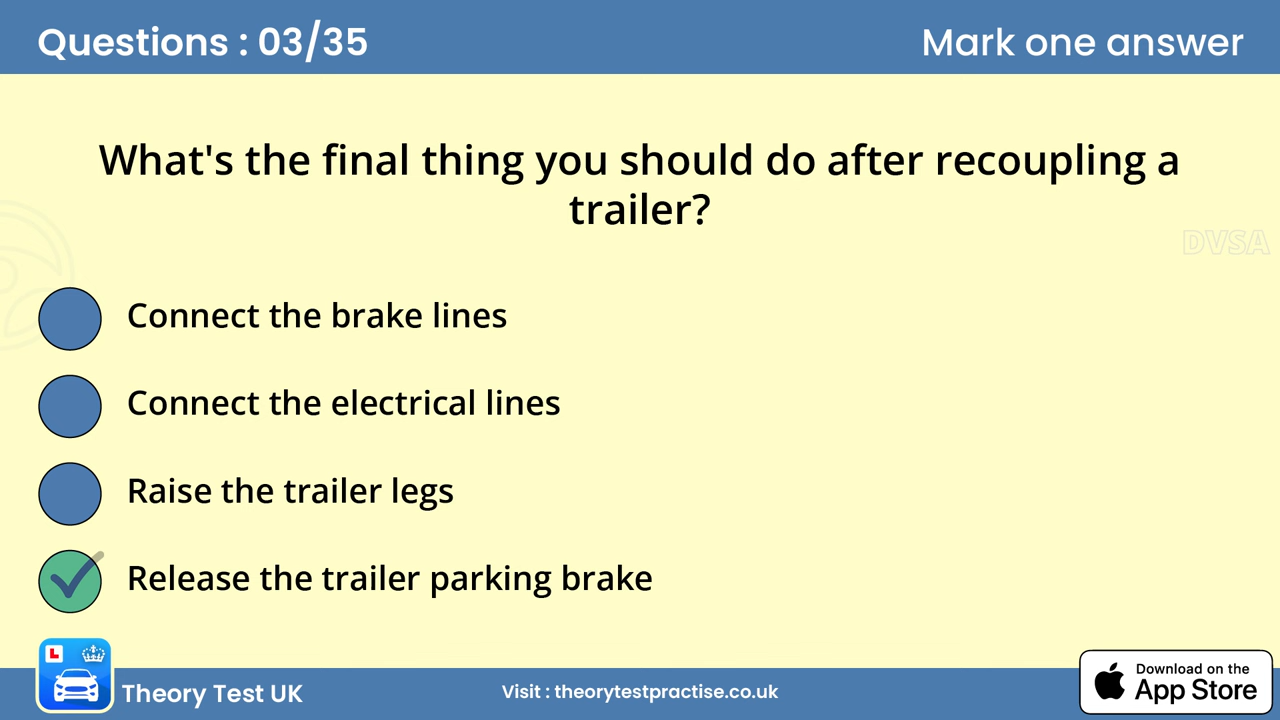 Questions : 03/35
Mark one answer
What's the final thing you should do after recoupling a
trailer?
DVSA
Connect the brake lines
Connect the electrical lines
Raise the trailer legs
Release the trailer parking brake
L
Theory Test UK
Visit : theorytestpractise.co.uk
Download on the
App Store